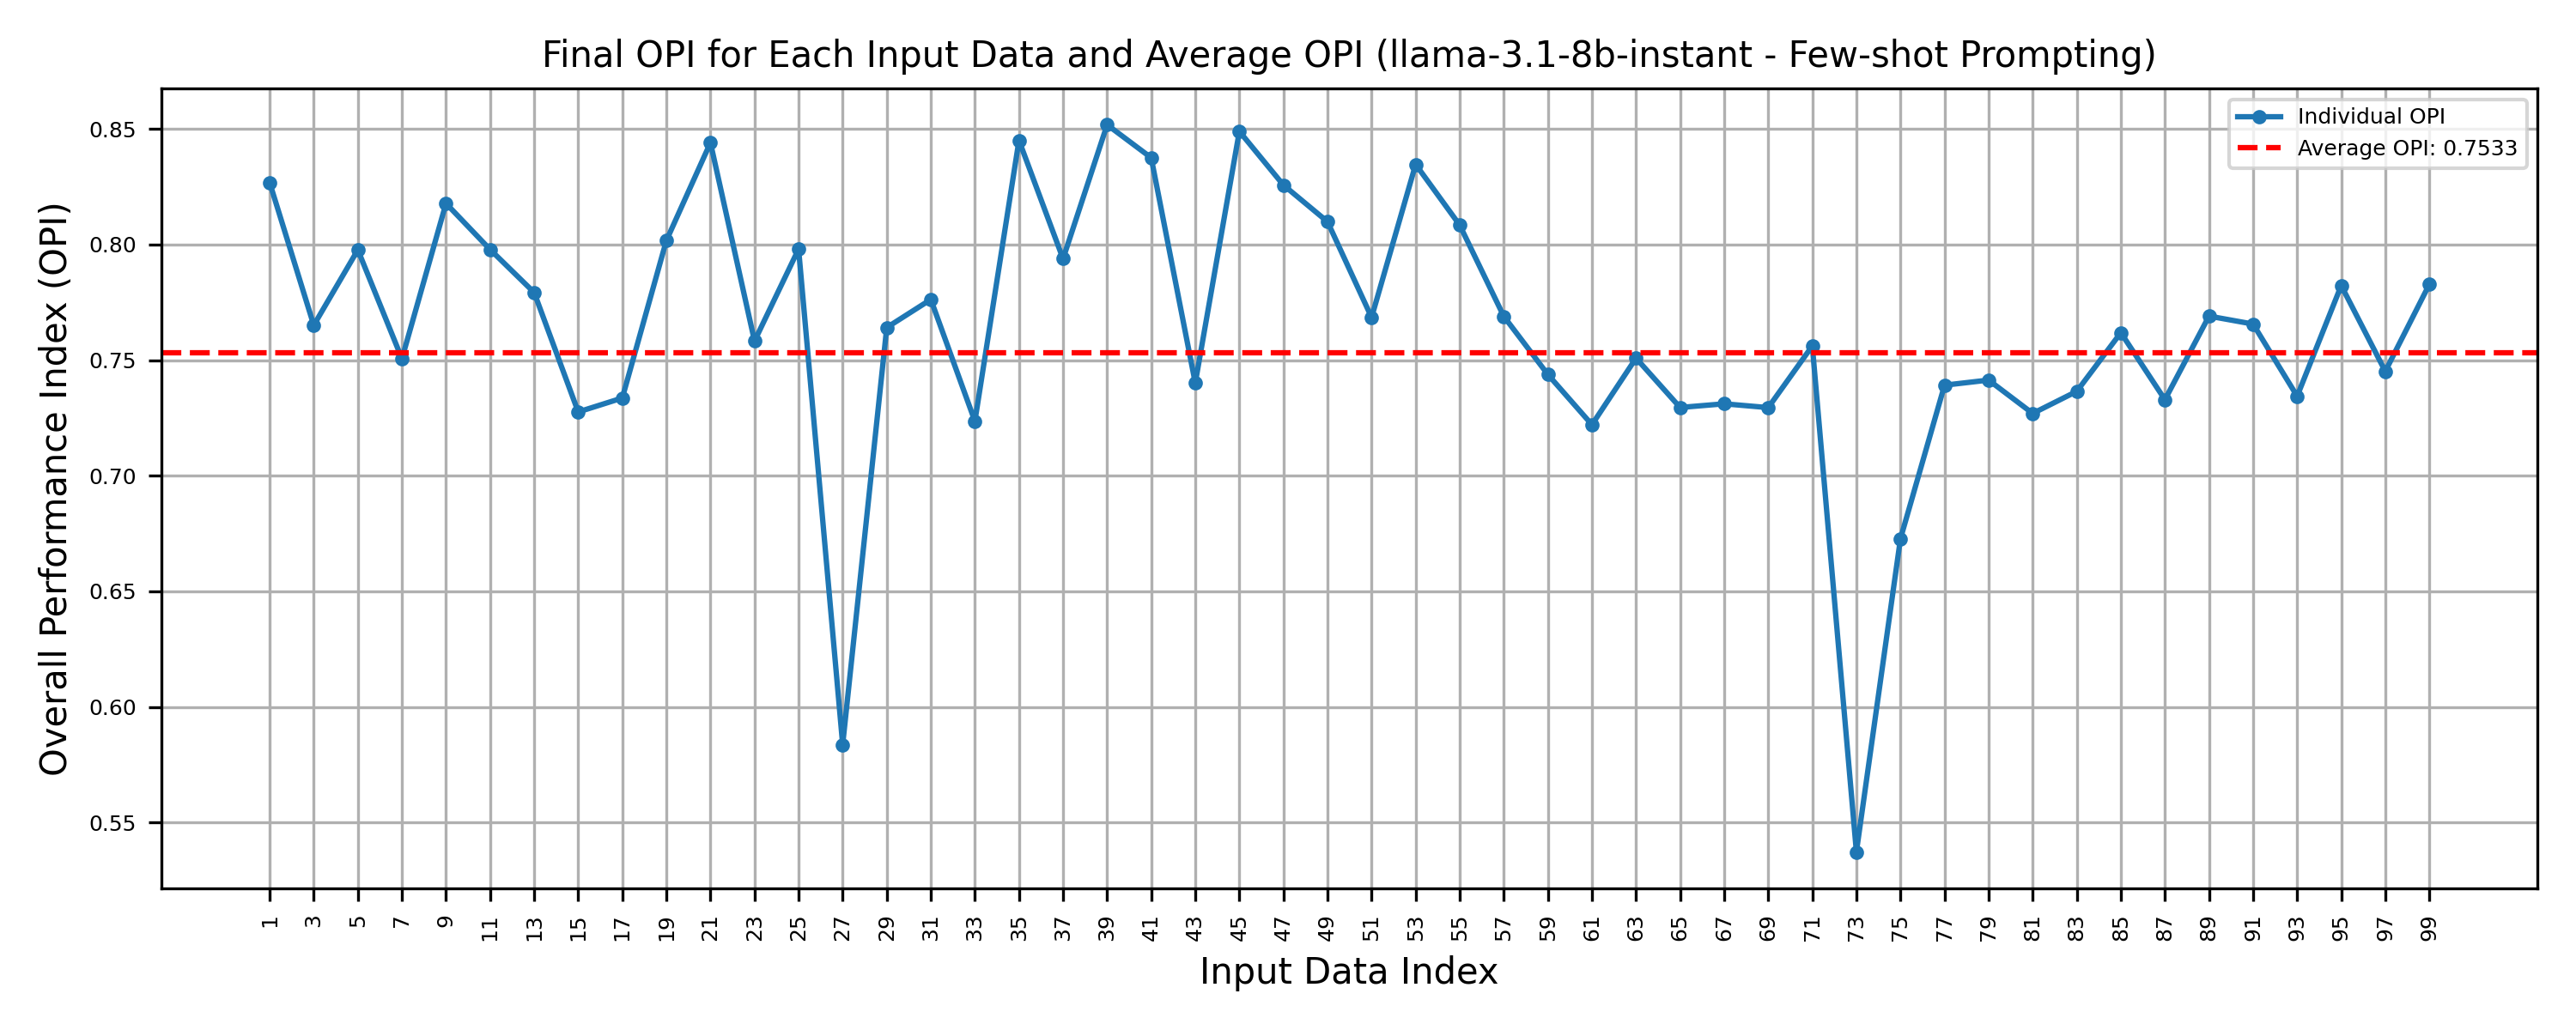 Final OPI for Each Input Data and Average OPI (llama-3.1-8b-instant - Few-shot Prompting)
Individual OPI
Average OPI: 0.7533
Overall Performance Index (OPI)
0.85
0.80
0.75
0.70
0.65
0.60
0.55
1 3 5 7 9 11 13 15 17 19 21 23 25 27 29 31 33 35 37 39 41 43 45 47 49 51 53 55 57 59 61 63 65 67 69 71 73 75 77 79 81 83 85 87 89 91 93 95 97 99
Input Data Index